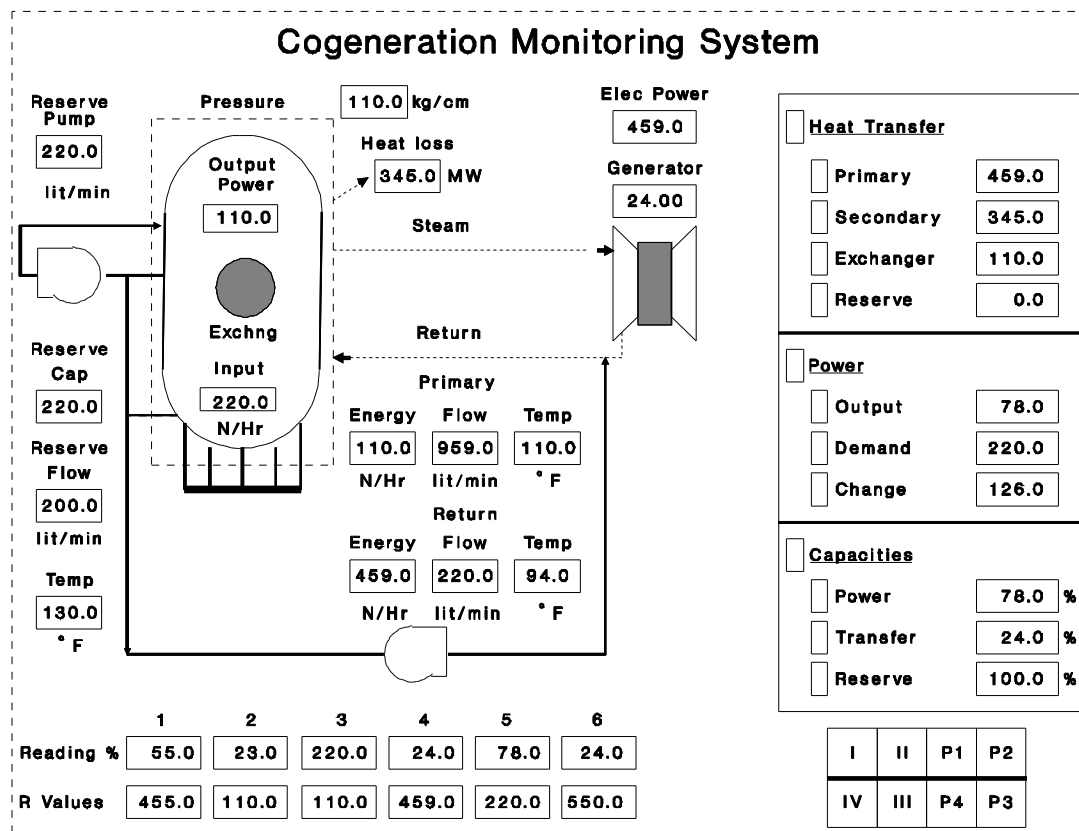 Cogeneration Monitoring System
Reserve
Pump
220.0
lit/min
Pressure
110.0 kg/cm
Heat loss
345.0 MW
Elec Power
459.0
Generator
24.00
Output
Power
110.0
Steam
Exchng
Return
Input
220.0
N/Hr
Reserve
Cap
220.0
Reserve
Flow
200.0
lit/min
Temp
130.0
° F
Primary
Energy Flow Temp
110.0 959.0 110.0
N/Hr lit/min ° F
Return
Energy Flow Temp
459.0 220.0 94.0
N/Hr lit/min ° F
Heat Transfer
Primary 459.0
Secondary 345.0
Exchanger 110.0
Reserve 0.0
Power
Output 78.0
Demand 220.0
Change 126.0
Capacities
Power 78.0 %
Transfer 24.0 %
Reserve 100.0 %
1 2 3 4 5 6
Reading % 55.0 23.0 220.0 24.0 78.0 24.0
R Values 455.0 110.0 110.0 459.0 220.0 550.0
I II P1 P2
IV III P4 P3